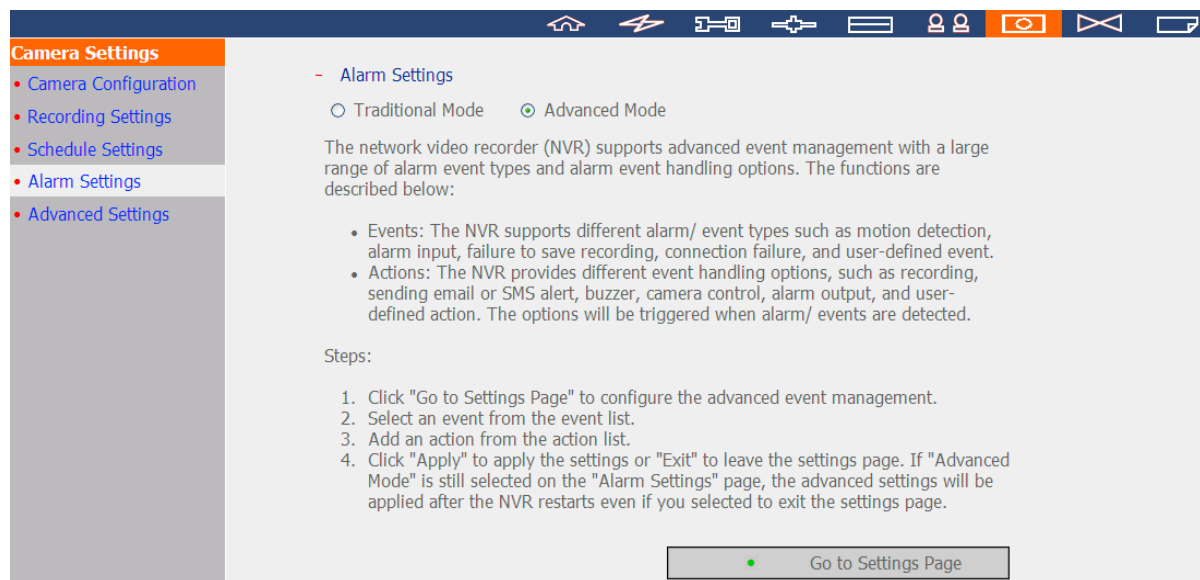 Camera Settings
• Camera Configuration
• Recording Settings
• Schedule Settings
• Alarm Settings
• Advanced Settings
- Alarm Settings
Traditional Mode Advanced Mode
The network video recorder (NVR) supports advanced event management with a large
range of alarm event types and alarm event handling options. The functions are
described below:
• Events: The NVR supports different alarm/ event types such as motion detection,
alarm input, failure to save recording, connection failure, and user-defined event.
• Actions: The NVR provides different event handling options, such as recording,
sending email or SMS alert, buzzer, camera control, alarm output, and user-
defined action. The options will be triggered when alarm/ events are detected.
Steps:
1. Click "Go to Settings Page" to configure the advanced event management.
2. Select an event from the event list.
3. Add an action from the action list.
4. Click "Apply" to apply the settings or "Exit" to leave the settings page. If "Advanced
Mode" is still selected on the "Alarm Settings" page, the advanced settings will be
applied after the NVR restarts even if you selected to exit the settings page.
Go to Settings Page